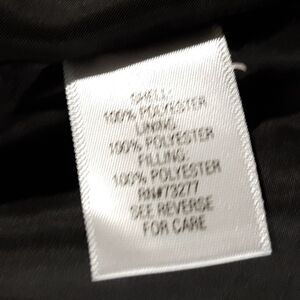 SHELL:
100% POLYESTER
LINING:
100% POLYESTER
FILLING:
100% POLYESTER
RN#73277
SEE REVERSE
FOR CARE